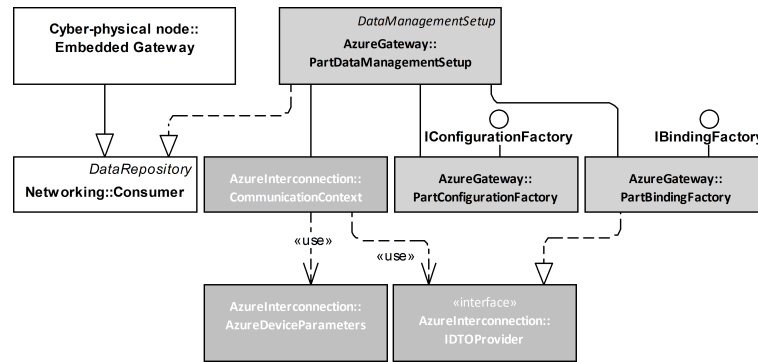 Cyber-physical node::
Embedded Gateway
DataManagementSetup
AzureGateway::
PartDataManagementSetup
IConfigurationFactory
IBindingFactory
DataRepository
Networking::Consumer
AzureInterconnection::
CommunicationContext
AzureGateway::
PartConfigurationFactory
AzureGateway::
PartBindingFactory
«use»
«use»
AzureInterconnection::
AzureDeviceParameters
«interface»
AzureInterconnection::
IDTOProvider